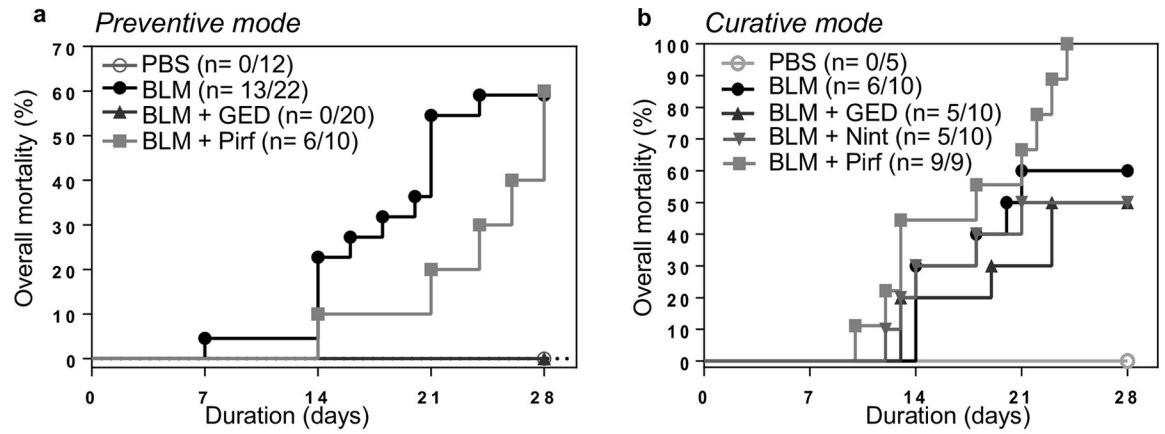 a
Preventive mode
70
60
50
40
30
20
10
0
Overall mortality (%)
PBS (n= 0/12)
BLM (n= 13/22)
BLM + GED (n= 0/20)
BLM + Pirf (n= 6/10)
0 7 14 21 28
Duration (days)
b
Curative mode
100
90
80
70
60
50
40
30
20
10
0
Overall mortality (%)
PBS (n= 0/5)
BLM (n= 6/10)
BLM + GED (n= 5/10)
BLM + Nint (n= 5/10)
BLM + Pirf (n= 9/9)
0 7 14 21 28
Duration (days)